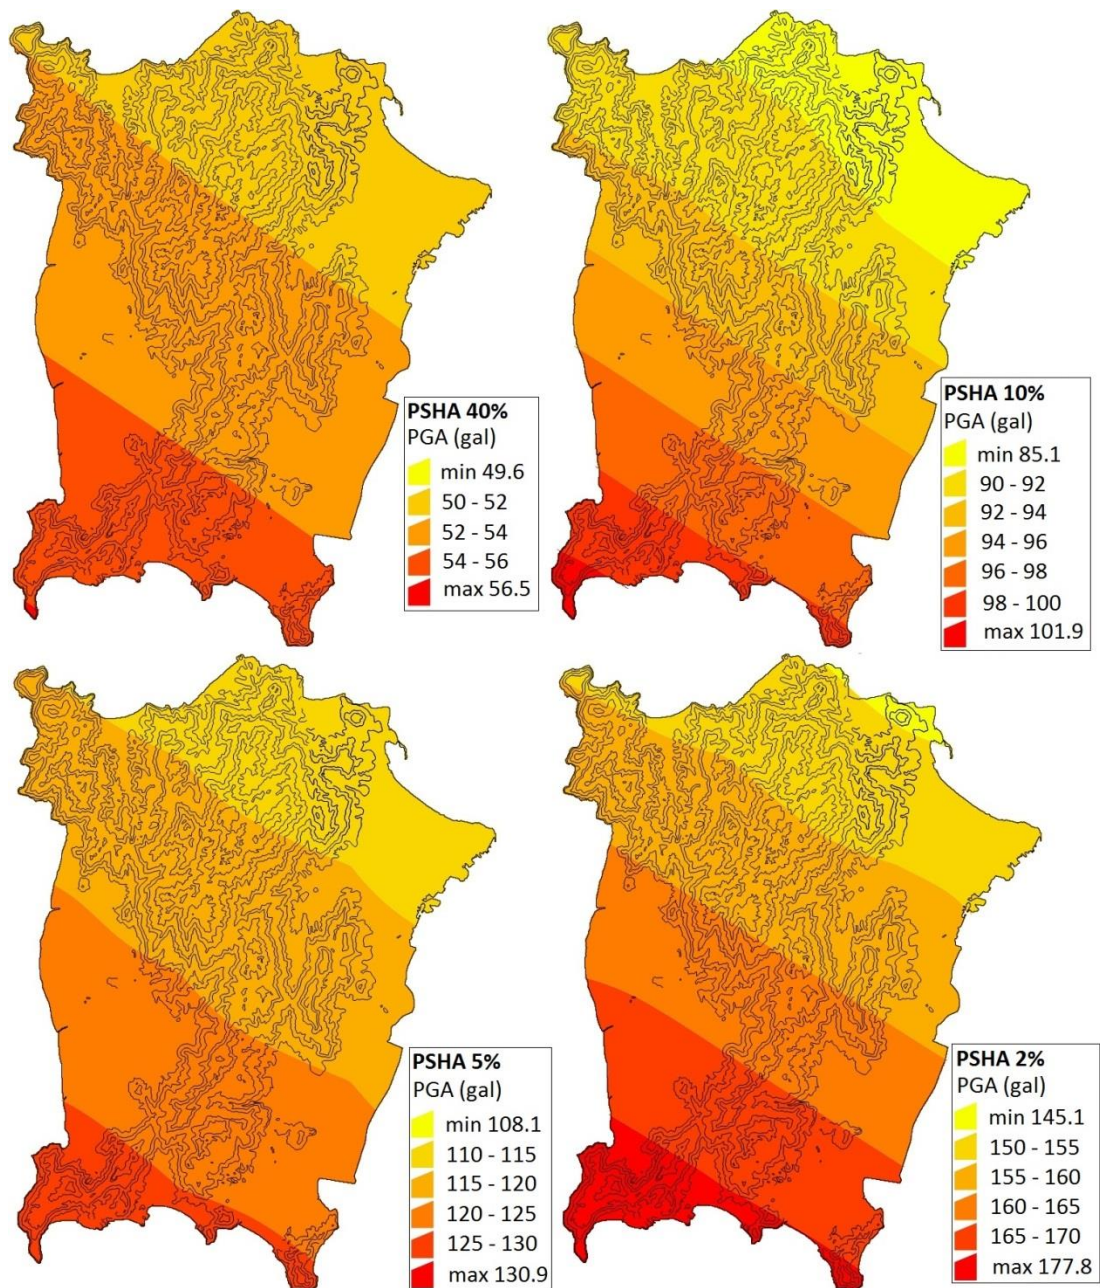 PSHA 40%
PGA (gal)
min 49.6
50 - 52
52 - 54
54 - 56
max 56.5
PSHA 10%
PGA (gal)
min 85.1
90 - 92
92 - 94
94 - 96
96 - 98
98 - 100
max 101.9
PSHA 5%
PGA (gal)
min 108.1
110 - 115
115 - 120
120 - 125
125 - 130
max 130.9
PSHA 2%
PGA (gal)
min 145.1
150 - 155
155 - 160
160 - 165
165 - 170
max 177.8